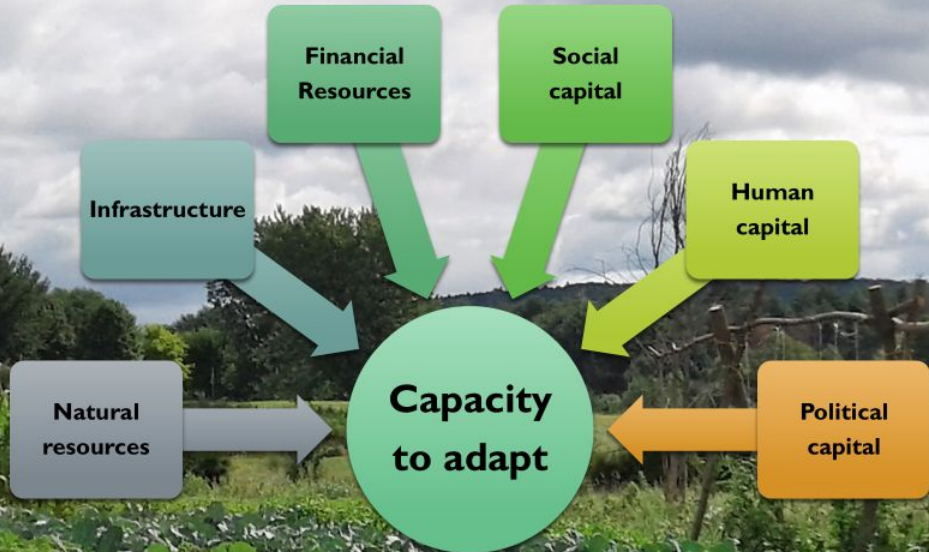 Financial
Resources
Social
capital
Infrastructure
Human
capital
Natural
resources
Capacity
to adapt
Political
capital